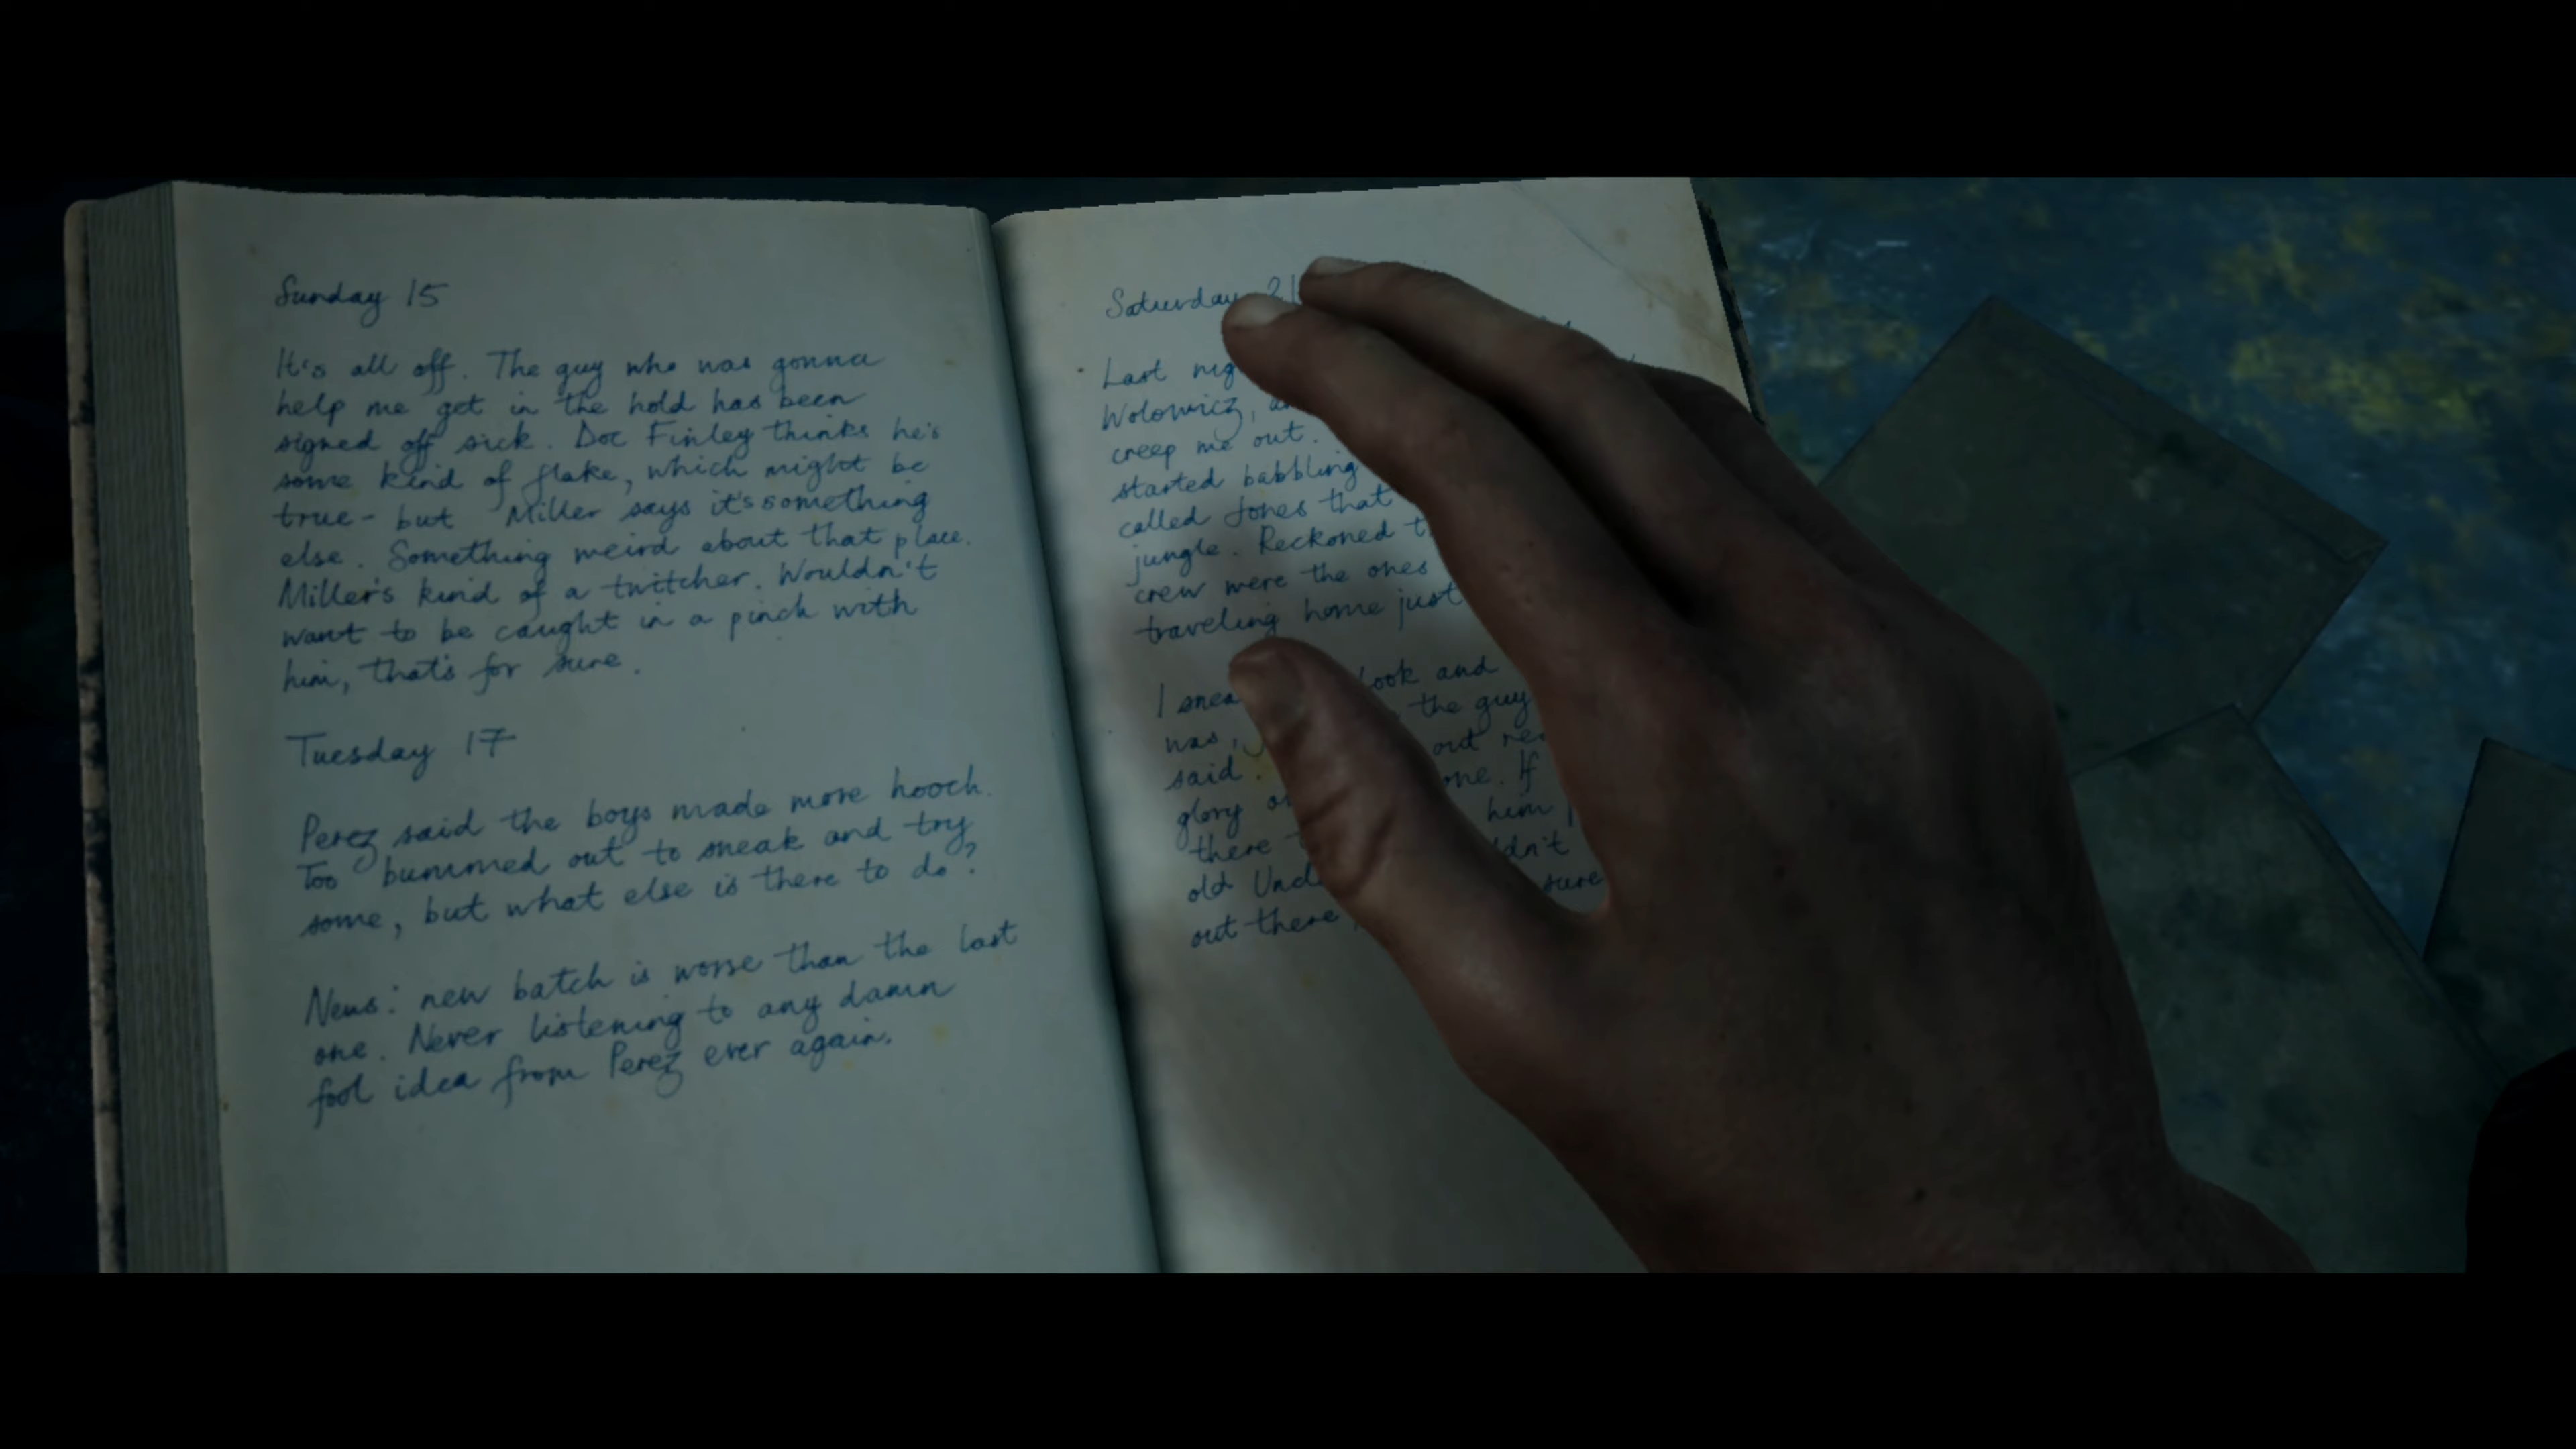 Sunday 15
It's all off. The guy who was gonna
help me get in the hold has been
signed off sick. Doc Finley thinks he's
some kind of flake, which might be
true - but Miller says it's something
else. Something weird about that place.
Miller's kind of a twitcher. Wouldn't
want to be caught in a pinch with
him, that's for sure.
Tuesday 17
Perez said the boys made more hooch.
Too bummed out to sneak and try
some, but what else is there to do?
News: new batch is worse than the last
one. Never listening to any damn
fool idea from Perez ever again.
Saturday 21
Last
Wolowicz,
creep me out.
started babbling
called Jones that
jungle. Reckoned
crew were the ones
traveling home just
I look and
was, the guy
said. out
glory one. If
there him
old
out there sure